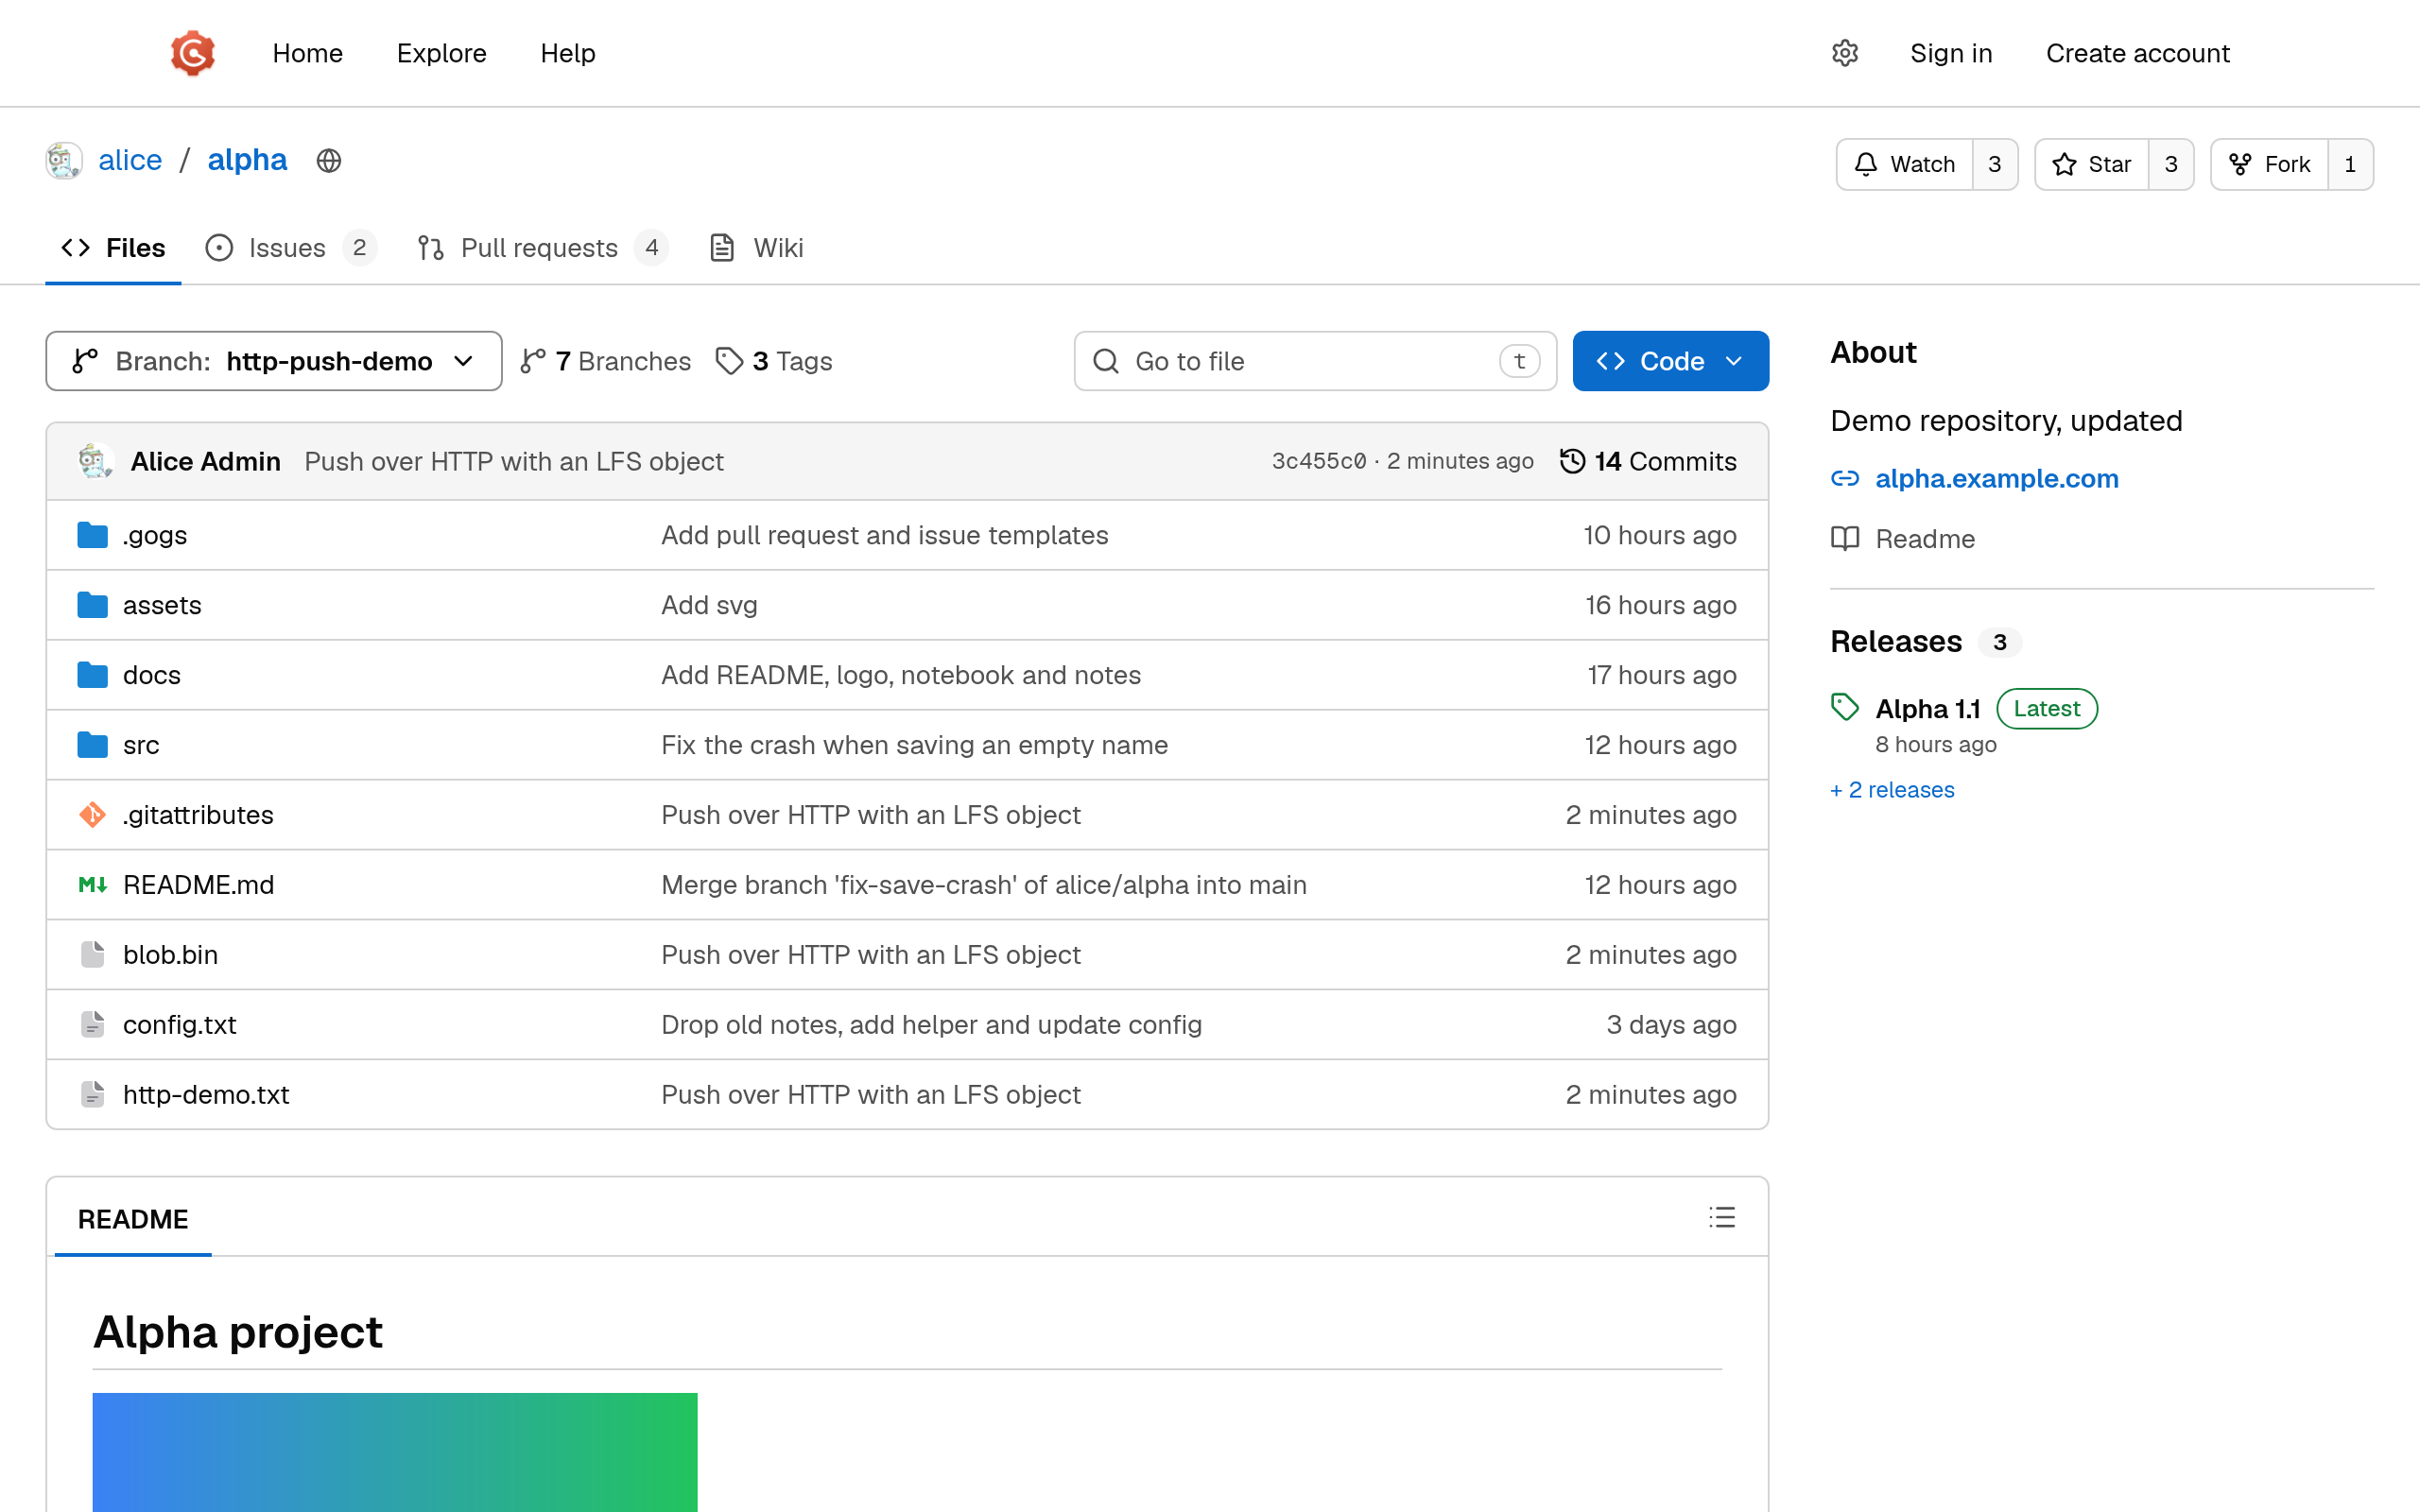 Home Explore Help Sign in Create account
alice / alpha Watch 3 Star 3 Fork 1
Files Issues 2 Pull requests 4 Wiki
Branch: http-push-demo 7 Branches 3 Tags Go to file t Code
Alice Admin Push over HTTP with an LFS object 3c455c0 · 2 minutes ago 14 Commits
.gogs Add pull request and issue templates 10 hours ago
assets Add svg 16 hours ago
docs Add README, logo, notebook and notes 17 hours ago
src Fix the crash when saving an empty name 12 hours ago
.gitattributes Push over HTTP with an LFS object 2 minutes ago
README.md Merge branch 'fix-save-crash' of alice/alpha into main 12 hours ago
blob.bin Push over HTTP with an LFS object 2 minutes ago
config.txt Drop old notes, add helper and update config 3 days ago
http-demo.txt Push over HTTP with an LFS object 2 minutes ago
README
Alpha project
About
Demo repository, updated
alpha.example.com
Readme
Releases 3
Alpha 1.1 Latest
8 hours ago
+ 2 releases